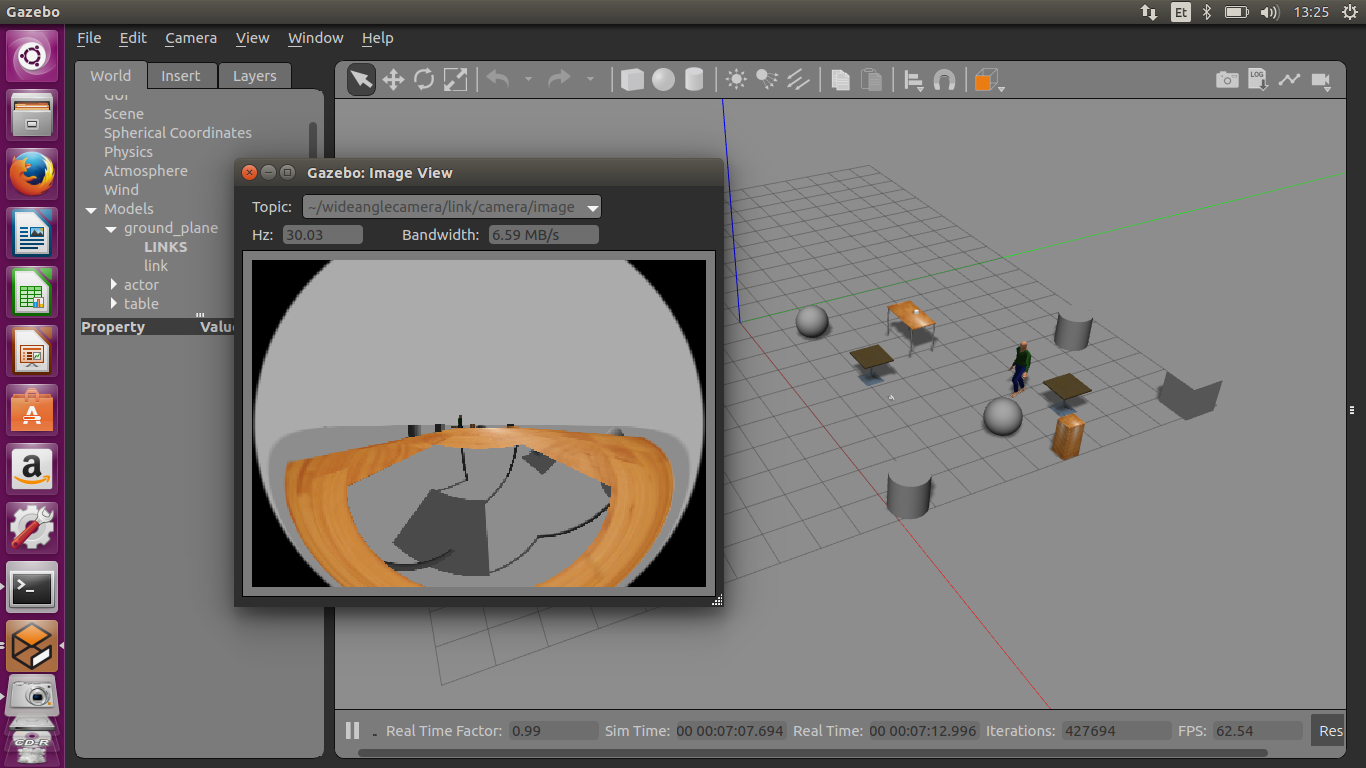 Gazebo
Et
13:25
File Edit Camera View Window Help
World Insert Layers
GUI
Scene
Spherical Coordinates
Physics
Atmosphere
Wind
Models
ground_plane
LINKS
link
actor
table
Property Value
LOG
Gazebo: Image View
Topic: ~/wideanglecamera/link/camera/image
Hz: 30.03 Bandwidth: 6.59 MB/s
Real Time Factor: 0.99 Sim Time: 00 00:07:07.694 Real Time: 00 00:07:12.996 Iterations: 427694 FPS: 62.54 Res
CD-R